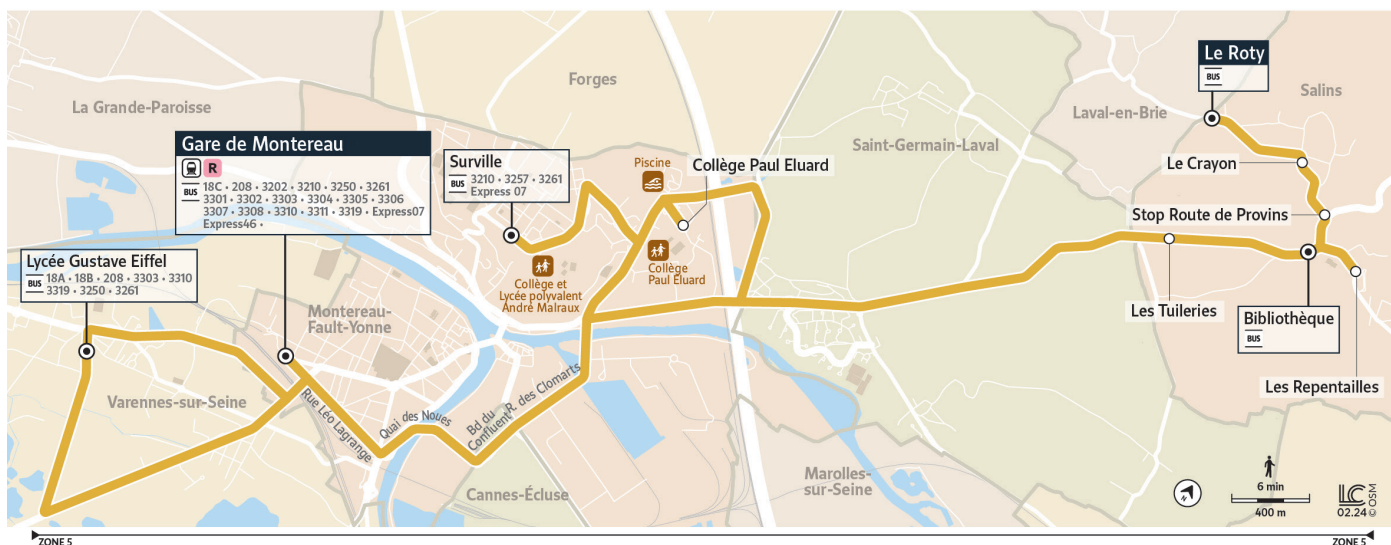 La Grande-Paroisse
Forges
Saint-Germain-Laval
Laval-en-Brie
Salins
Le Roty
BUS
Le Crayon
Stop Route de Provins
Les Tuileries
Bibliothèque
BUS
Les Repentailles
Gare de Montereau
R
BUS 18C • 208 • 3202 • 3210 • 3250 • 3261
3301 • 3302 • 3303 • 3304 • 3305 • 3306
3307 • 3308 • 3310 • 3311 • 3319 • Express07
Express46 •
Surville
BUS 3210 • 3257 • 3261
Express 07
Piscine
Collège Paul Eluard
Collège
Paul Eluard
Collège et
Lycée polyvalent
André Malraux
Lycée Gustave Eiffel
BUS 18A • 18B • 208 • 3303 • 3310
3319 • 3250 • 3261
Montereau-
Fault-Yonne
Varennes-sur-Seine
Rue Léo Lagrange
Quai des Noues
Bd du
Confluent
R. des Clomarts
Cannes-Écluse
Marolles-
sur-Seine
N
6 min
400 m
LC
02.24 © OSM
ZONE 5
ZONE 5